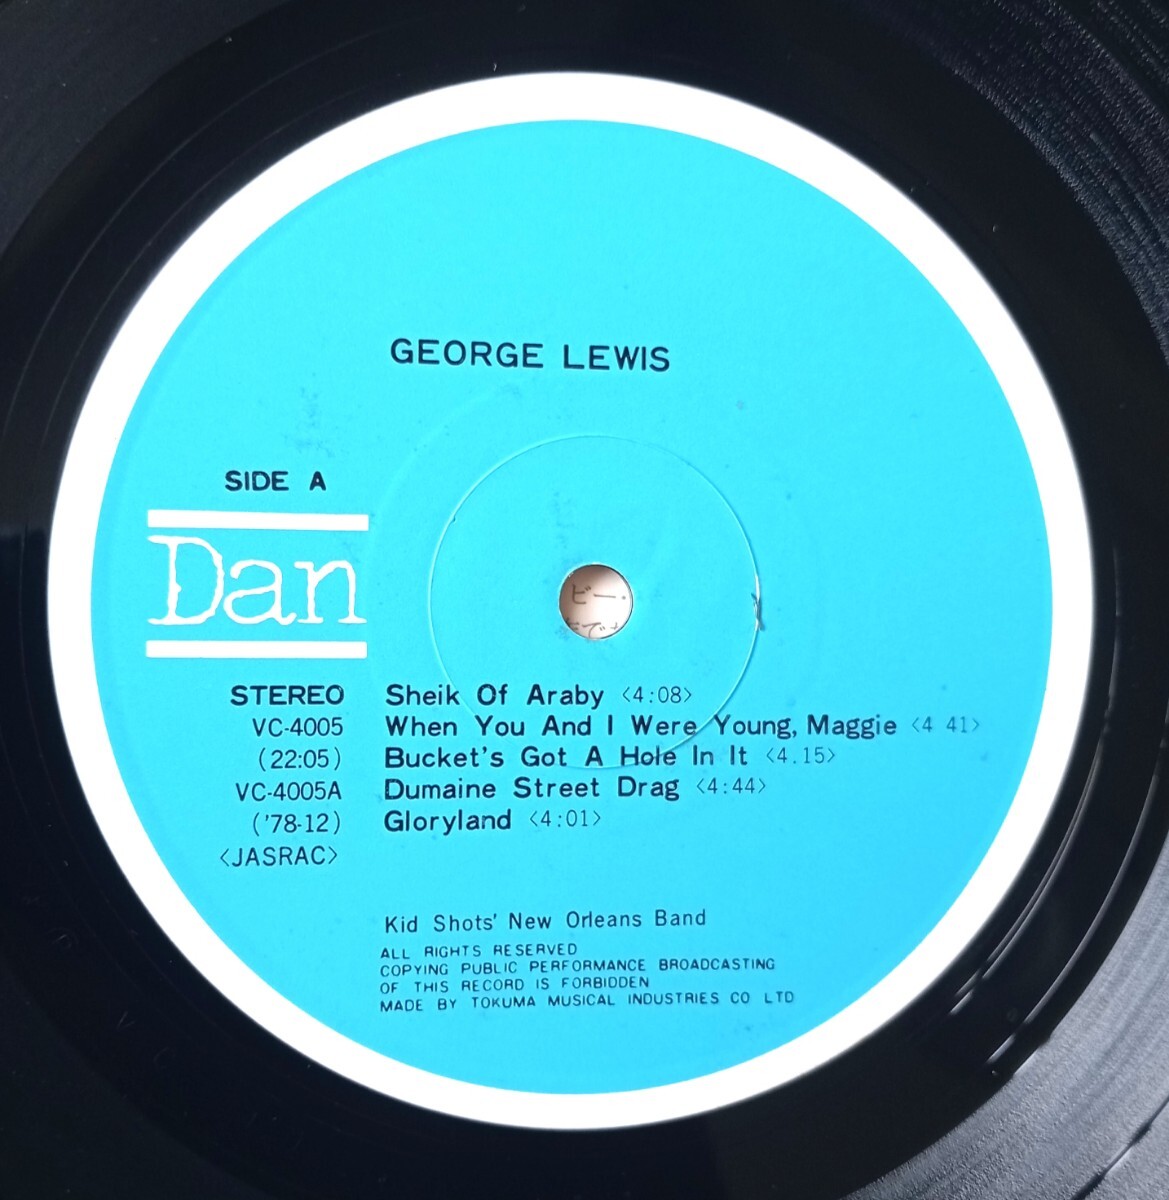 GEORGE LEWIS
SIDE A
Dan
STEREO
VC-4005
(22:05)
VC-4005A
('78-12)
<JASRAC>
Sheik Of Araby <4:08>
When You And I Were Young, Maggie <4 41>
Bucket's Got A Hole In It <4.15>
Dumaine Street Drag <4:44>
Gloryland <4:01>
Kid Shots' New Orleans Band
ALL RIGHTS RESERVED
COPYING PUBLIC PERFORMANCE BROADCASTING
OF THIS RECORD IS FORBIDDEN
MADE BY TOKUMA MUSICAL INDUSTRIES CO LTD
ビー・